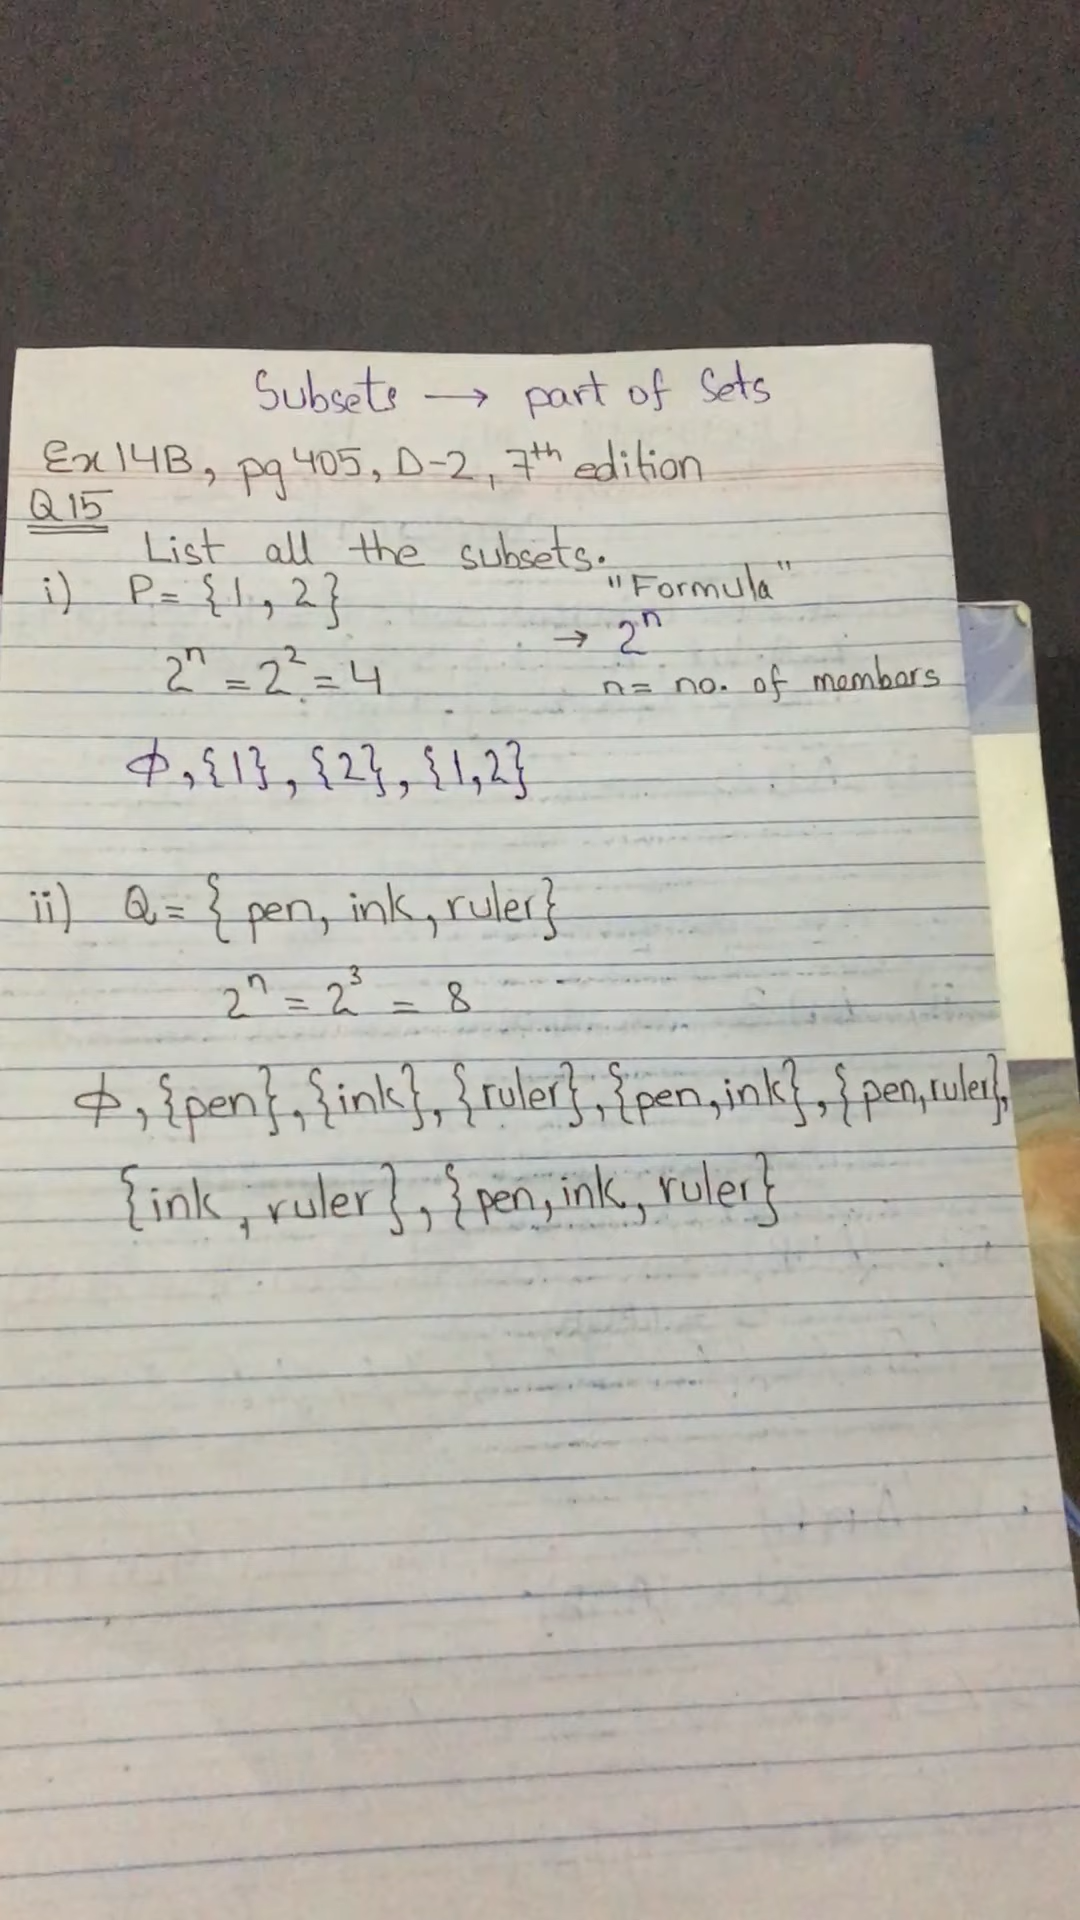 Subsets → part of Sets
Ex 14B, pg 405, D-2, 7th edition
Q15
List all the subsets.
i) P = {1, 2} "Formula"
→ 2ⁿ
2ⁿ = 2² = 4 n = no. of members
ϕ, {1}, {2}, {1,2}
ii) Q = { pen, ink, ruler}
2ⁿ = 2³ = 8
ϕ, {pen}, {ink}, {ruler}, {pen, ink}, { pen, ruler},
{ink, ruler}, {pen, ink, ruler}